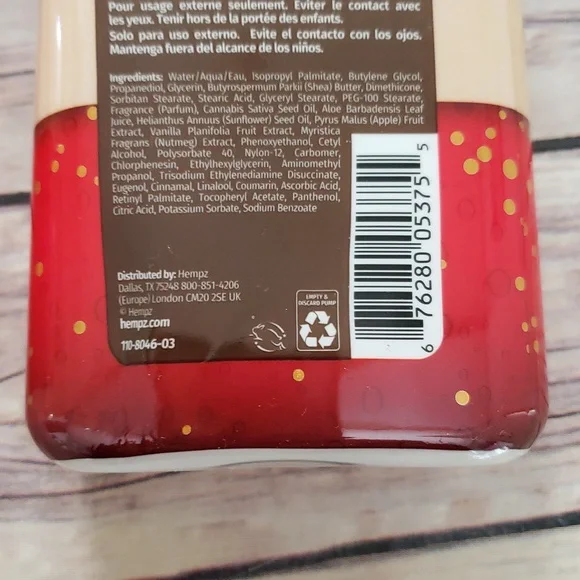 Pour usage externe seulement. Éviter le contact avec
les yeux. Tenir hors de la portée des enfants.
Solo para uso externo. Evite el contacto con los ojos.
Mantenga fuera del alcance de los niños.
Ingredients: Water/Aqua/Eau, Isopropyl Palmitate, Butylene Glycol,
Propanediol, Glycerin, Butyrospermum Parkii (Shea) Butter, Dimethicone,
Sorbitan Stearate, Stearic Acid, Glyceryl Stearate, PEG-100 Stearate,
Fragrance (Parfum), Cannabis Sativa Seed Oil, Aloe Barbadensis Leaf
Juice, Helianthus Annuus (Sunflower) Seed Oil, Pyrus Malus (Apple) Fruit
Extract, Vanilla Planifolia Fruit Extract, Myristica
Fragrans (Nutmeg) Extract, Phenoxyethanol, Cetyl
Alcohol, Polysorbate 40, Nylon-12, Carbomer,
Chlorphenesin, Ethylhexylglycerin, Aminomethyl
Propanol, Trisodium Ethylenediamine Disuccinate,
Eugenol, Cinnamal, Linalool, Coumarin, Ascorbic Acid,
Retinyl Palmitate, Tocopheryl Acetate, Panthenol,
Citric Acid, Potassium Sorbate, Sodium Benzoate
Distributed by: Hempz
Dallas, TX 75248 800-851-4206
(Europe) London CM20 2SE UK
© Hempz
hempz.com
110-8046-03
EMPTY &
DISCARD PUMP
6 76280 05375 5